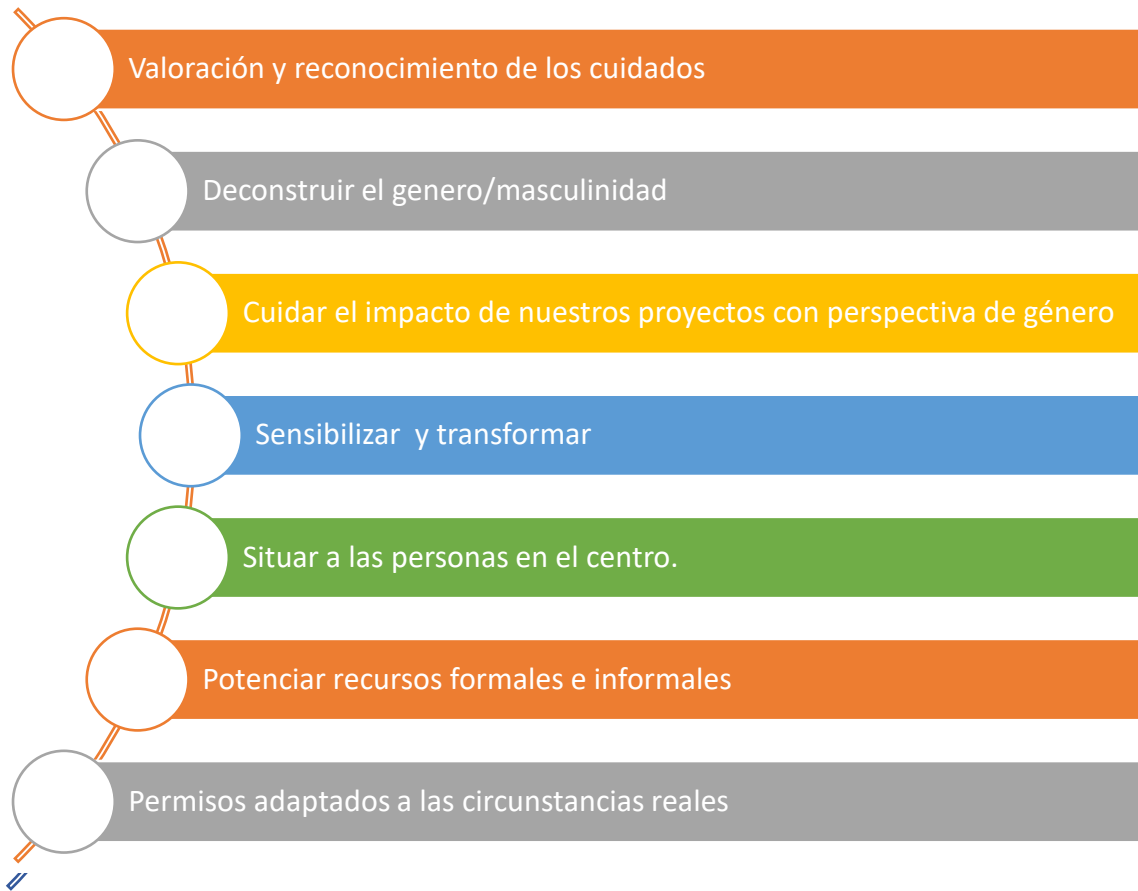 Valoración y reconocimiento de los cuidados
Deconstruir el genero/masculinidad
Cuidar el impacto de nuestros proyectos con perspectiva de género
Sensibilizar  y transformar
Situar a las personas en el centro.
Potenciar recursos formales e informales
Permisos adaptados a las circunstancias reales